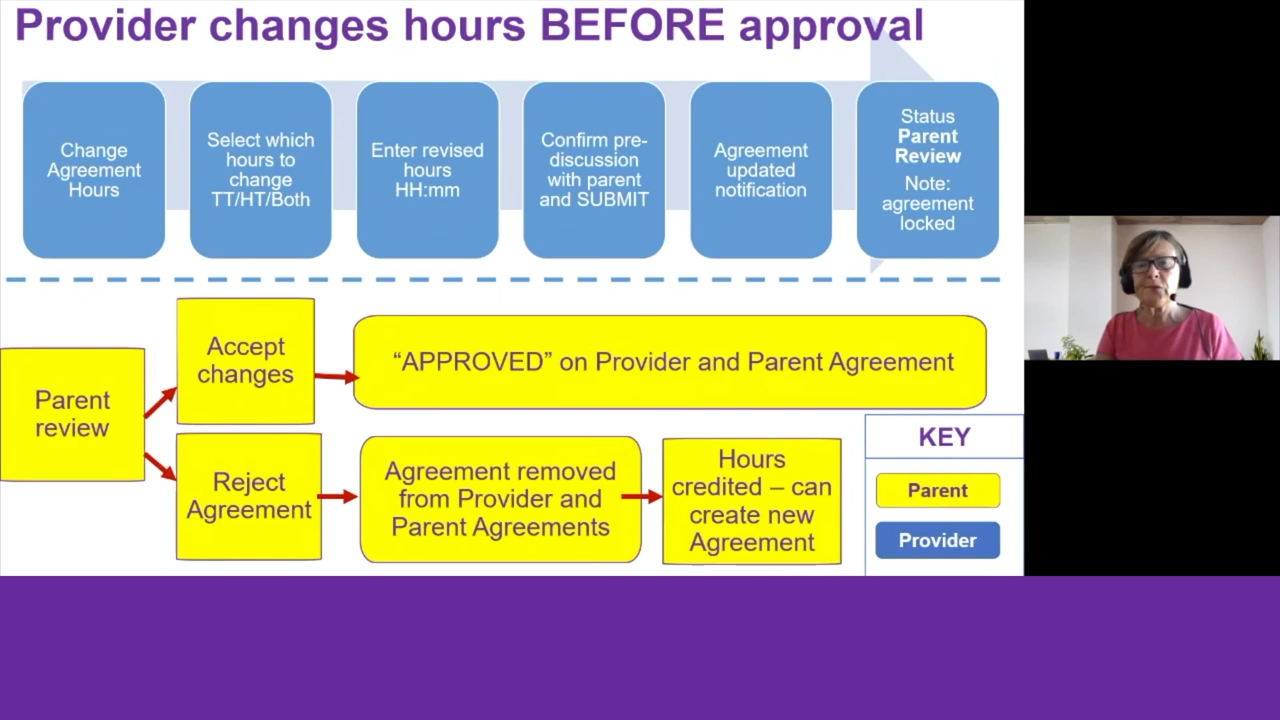 Provider changes hours BEFORE approval
Change
Agreement
Hours
Select which
hours to
change
TT/HT/Both
Enter revised
hours
HH:mm
Confirm pre-
discussion
with parent
and SUBMIT
Agreement
updated
notification
Status
Parent
Review
Note:
agreement
locked
Parent
review
Accept
changes
“APPROVED” on Provider and Parent Agreement
Reject
Agreement
Agreement removed
from Provider and
Parent Agreements
Hours
credited – can
create new
Agreement
KEY
Parent
Provider